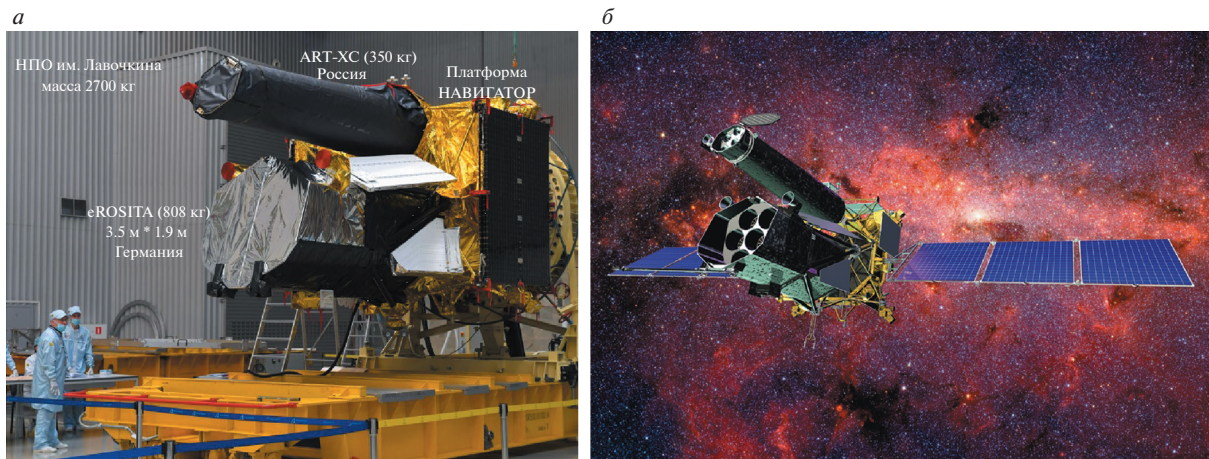 а
б
НПО им. Лавочкина
масса 2700 кг
ART-XC (350 кг)
Россия
Платформа
НАВИГАТОР
eROSITA (808 кг)
3.5 м * 1.9 м
Германия